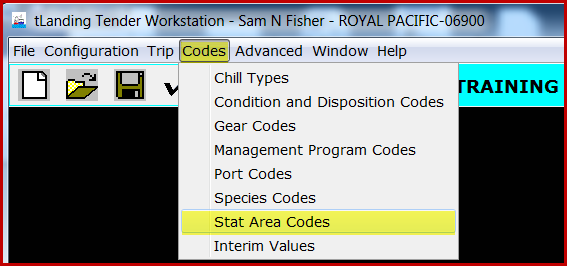 tLanding Tender Workstation - Sam N Fisher - ROYAL PACIFIC-06900
File Configuration Trip Codes Advanced Window Help
TRAINING
Chill Types
Condition and Disposition Codes
Gear Codes
Management Program Codes
Port Codes
Species Codes
Stat Area Codes
Interim Values